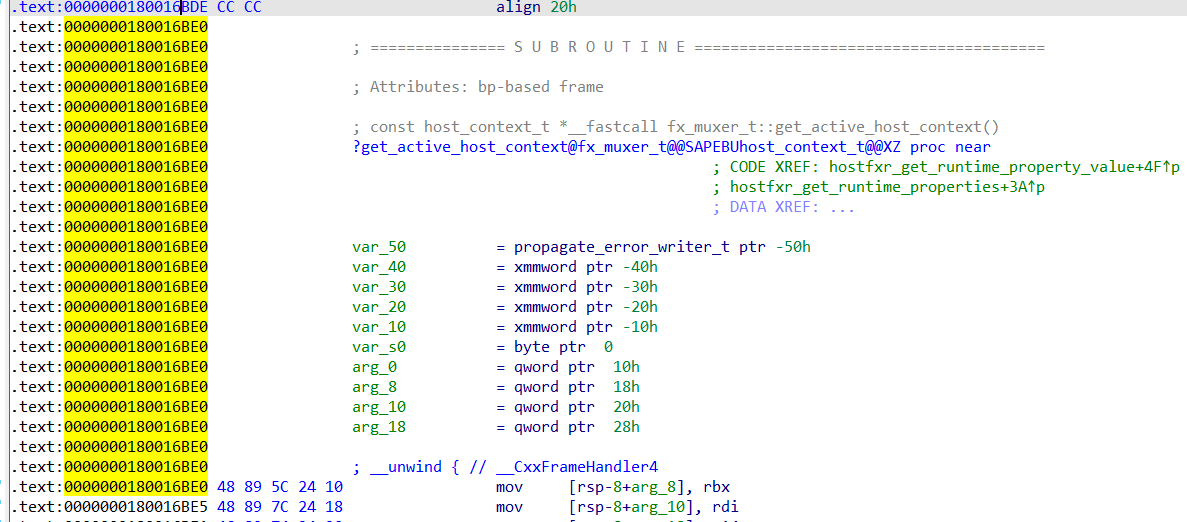 .text:0000000180016BDE CC CC align 20h
.text:0000000180016BE0
.text:0000000180016BE0 ; =============== S U B R O U T I N E =======================================
.text:0000000180016BE0
.text:0000000180016BE0 ; Attributes: bp-based frame
.text:0000000180016BE0
.text:0000000180016BE0 ; const host_context_t *__fastcall fx_muxer_t::get_active_host_context()
.text:0000000180016BE0 ?get_active_host_context@fx_muxer_t@@SAPEBUhost_context_t@@XZ proc near
.text:0000000180016BE0 ; CODE XREF: hostfxr_get_runtime_property_value+4F↑p
.text:0000000180016BE0 ; hostfxr_get_runtime_properties+3A↑p
.text:0000000180016BE0 ; DATA XREF: ...
.text:0000000180016BE0
.text:0000000180016BE0 var_50 = propagate_error_writer_t ptr -50h
.text:0000000180016BE0 var_40 = xmmword ptr -40h
.text:0000000180016BE0 var_30 = xmmword ptr -30h
.text:0000000180016BE0 var_20 = xmmword ptr -20h
.text:0000000180016BE0 var_10 = xmmword ptr -10h
.text:0000000180016BE0 var_s0 = byte ptr 0
.text:0000000180016BE0 arg_0 = qword ptr 10h
.text:0000000180016BE0 arg_8 = qword ptr 18h
.text:0000000180016BE0 arg_10 = qword ptr 20h
.text:0000000180016BE0 arg_18 = qword ptr 28h
.text:0000000180016BE0
.text:0000000180016BE0 ; __unwind { // __CxxFrameHandler4
.text:0000000180016BE0 48 89 5C 24 10 mov [rsp-8+arg_8], rbx
.text:0000000180016BE5 48 89 7C 24 18 mov [rsp-8+arg_10], rdi